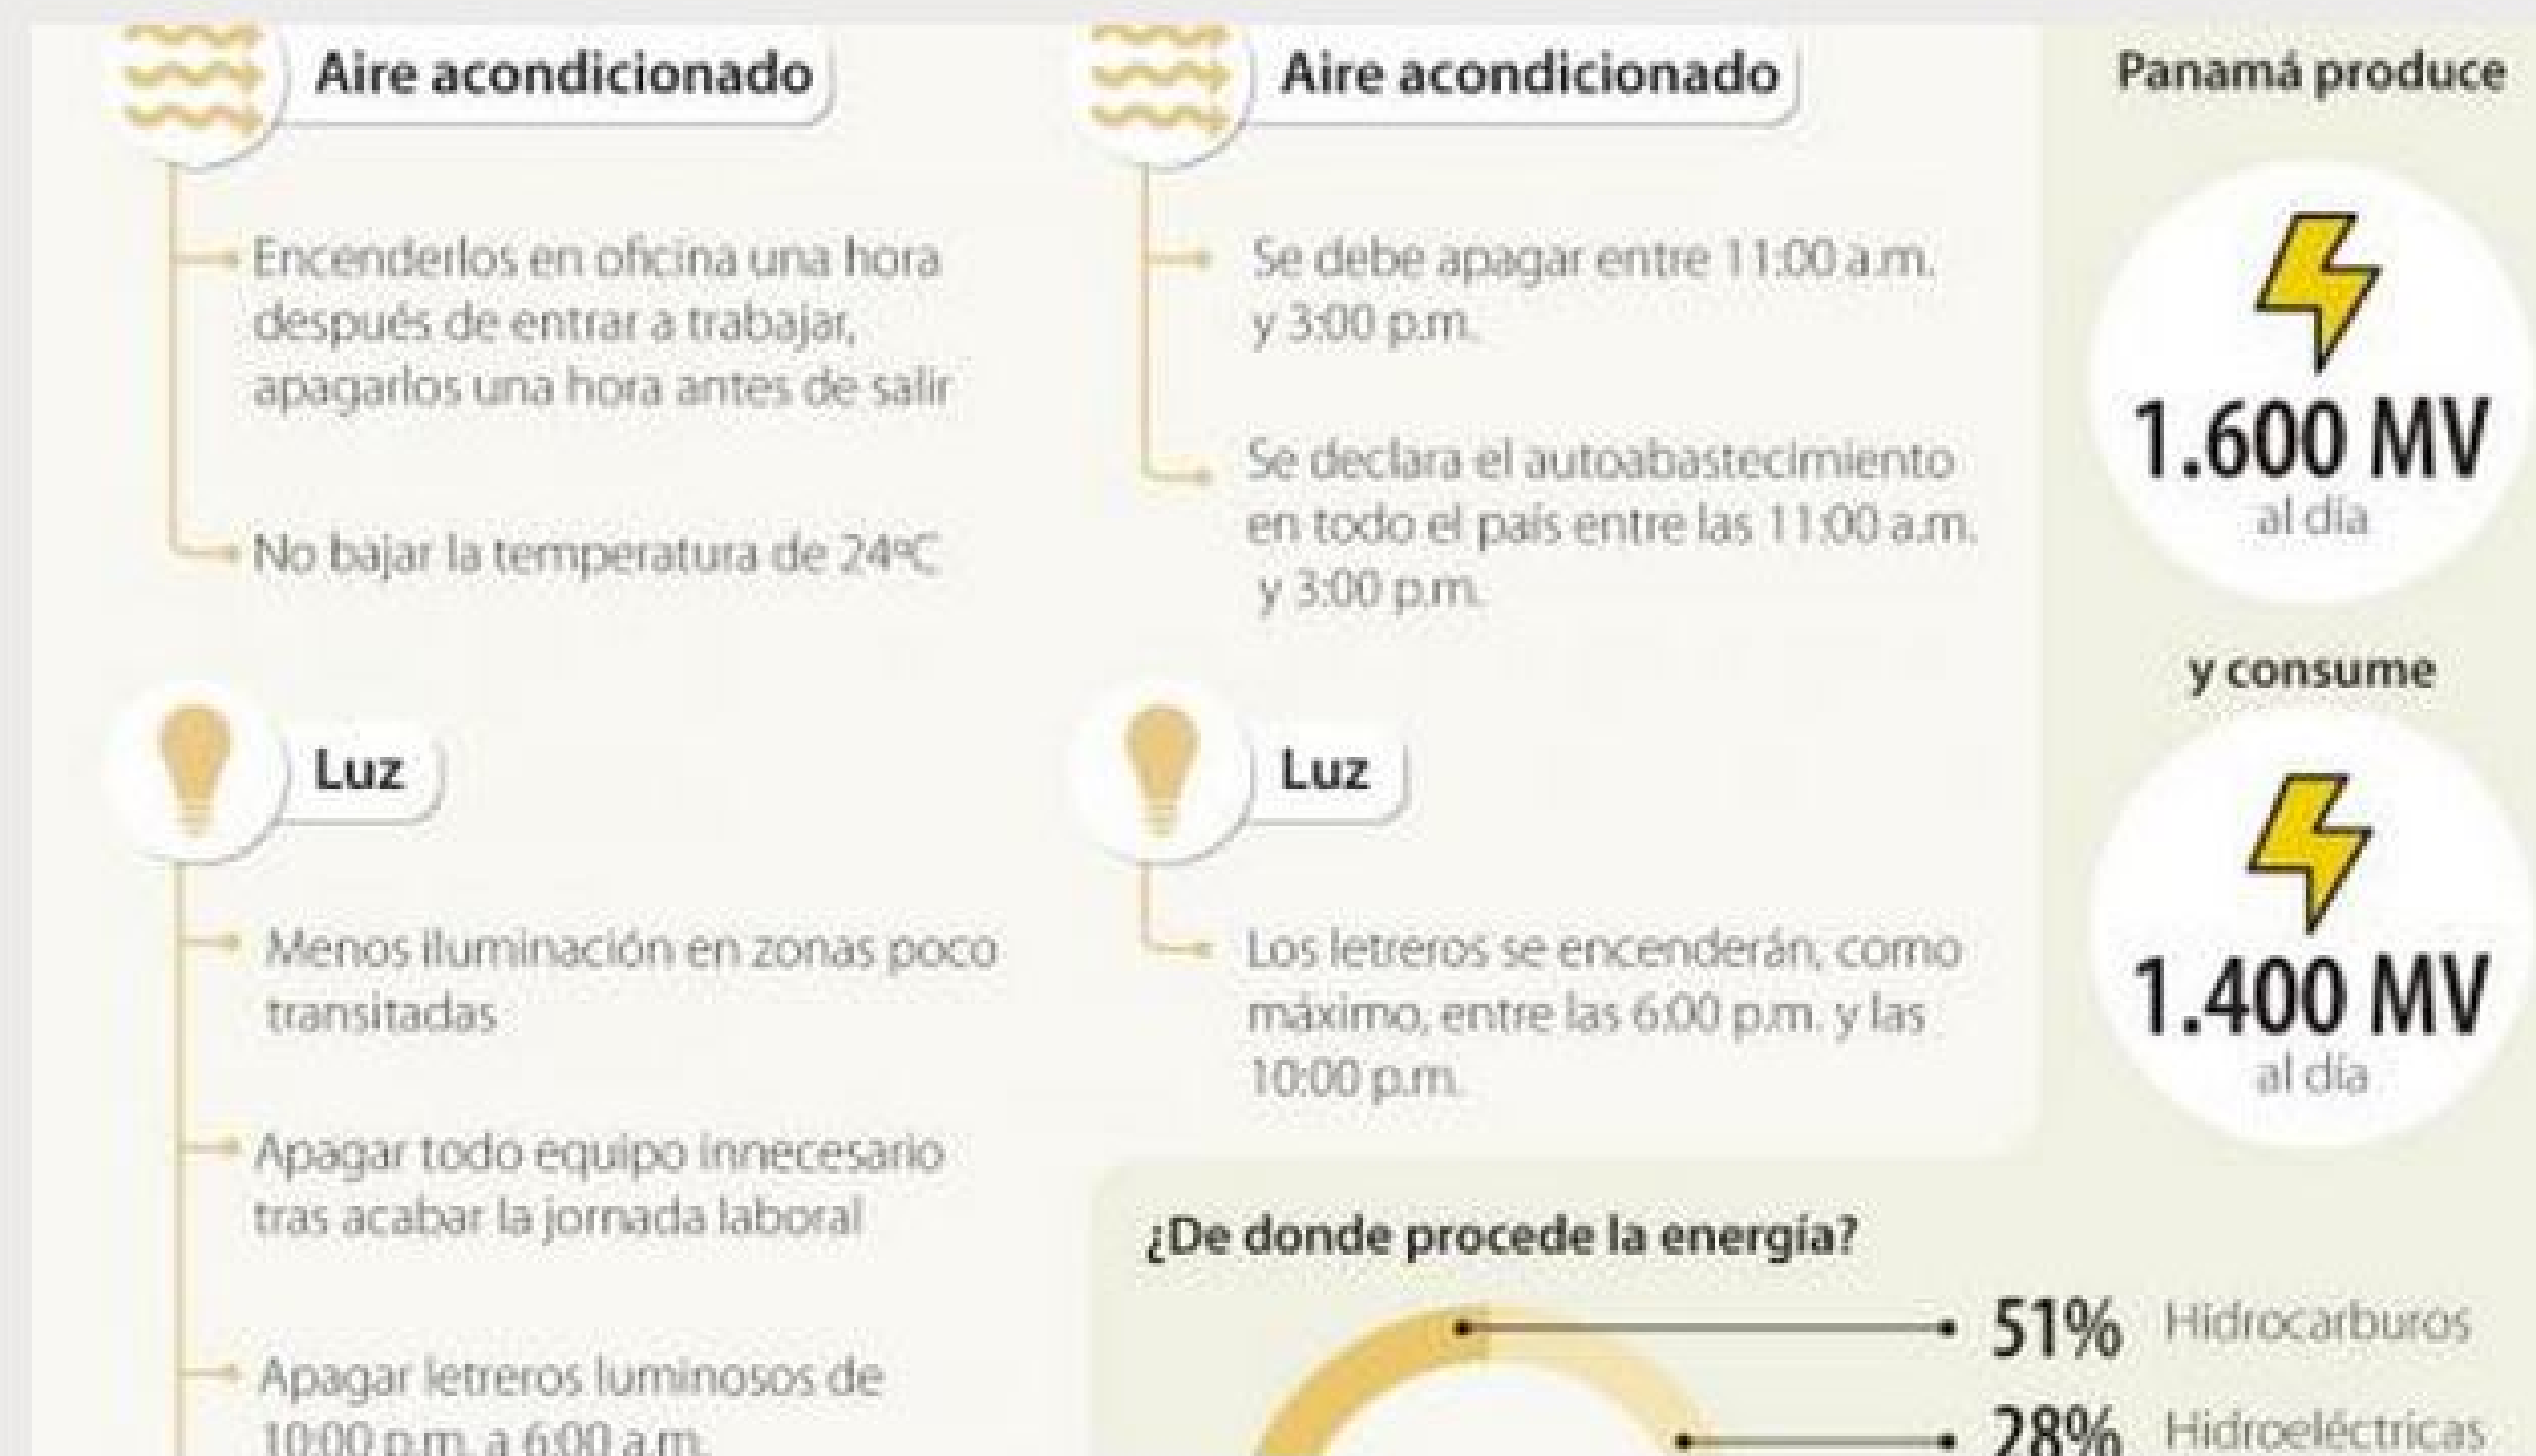 Aire acondicionado
Encenderlos en oficina una hora
después de entrar a trabajar,
apagarlos una hora antes de salir
No bajar la temperatura de 24ºC
Luz
Menos iluminación en zonas poco
transitadas
Apagar todo equipo innecesario
tras acabar la jornada laboral
Apagar letreros luminosos de
10:00 p.m. a 6:00 a.m.
Aire acondicionado
Se debe apagar entre 11:00 a.m.
y 3:00 p.m.
Se declara el autoabastecimiento
en todo el país entre las 11:00 a.m.
y 3:00 p.m.
Luz
Los letreros se encenderán, como
máximo, entre las 6:00 p.m. y las
10:00 p.m.
Panamá produce
1.600 MV
al día
y consume
1.400 MV
al día
¿De donde procede la energía?
51% Hidrocarburos
28% Hidroeléctricas